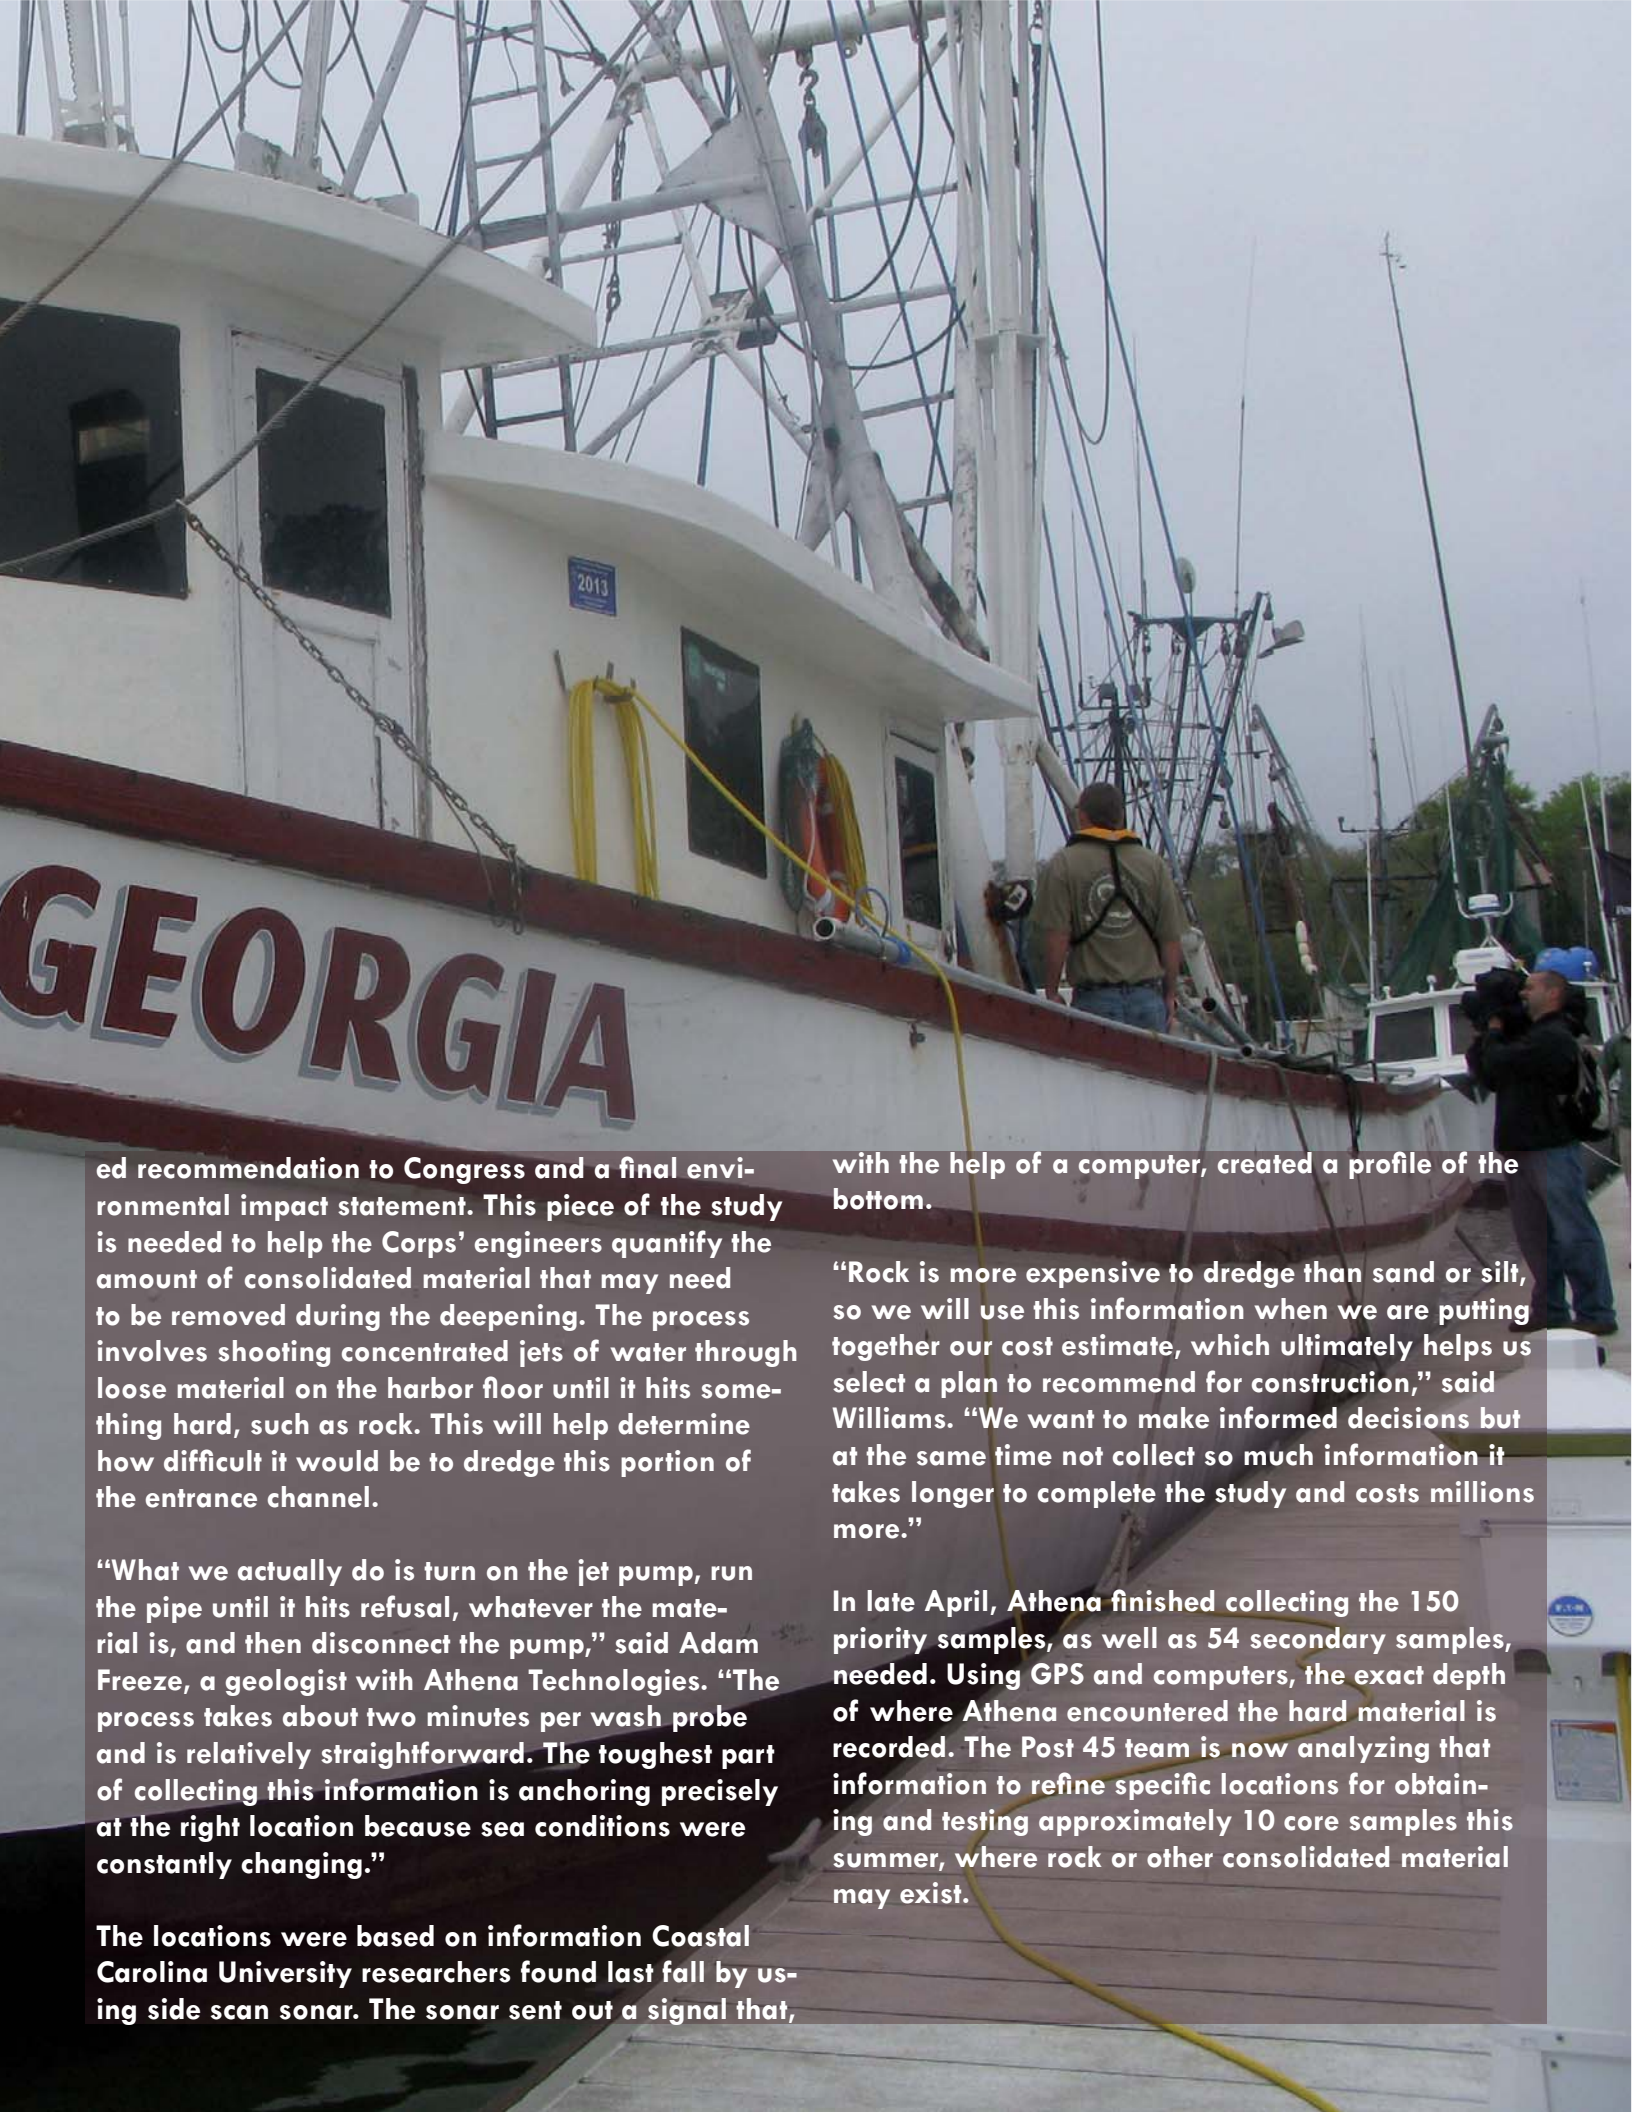 2013
GEORGIA
ed recommendation to Congress and a final envi-
ronmental impact statement. This piece of the study
is needed to help the Corps’ engineers quantify the
amount of consolidated material that may need
to be removed during the deepening. The process
involves shooting concentrated jets of water through
loose material on the harbor floor until it hits some-
thing hard, such as rock. This will help determine
how difficult it would be to dredge this portion of
the entrance channel.
“What we actually do is turn on the jet pump, run
the pipe until it hits refusal, whatever the mate-
rial is, and then disconnect the pump,” said Adam
Freeze, a geologist with Athena Technologies. “The
process takes about two minutes per wash probe
and is relatively straightforward. The toughest part
of collecting this information is anchoring precisely
at the right location because sea conditions were
constantly changing.”
The locations were based on information Coastal
Carolina University researchers found last fall by us-
ing side scan sonar. The sonar sent out a signal that,
with the help of a computer, created a profile of the
bottom.
“Rock is more expensive to dredge than sand or silt,
so we will use this information when we are putting
together our cost estimate, which ultimately helps us
select a plan to recommend for construction,” said
Williams. “We want to make informed decisions but
at the same time not collect so much information it
takes longer to complete the study and costs millions
more.”
In late April, Athena finished collecting the 150
priority samples, as well as 54 secondary samples,
needed. Using GPS and computers, the exact depth
of where Athena encountered the hard material is
recorded. The Post 45 team is now analyzing that
information to refine specific locations for obtain-
ing and testing approximately 10 core samples this
summer, where rock or other consolidated material
may exist.